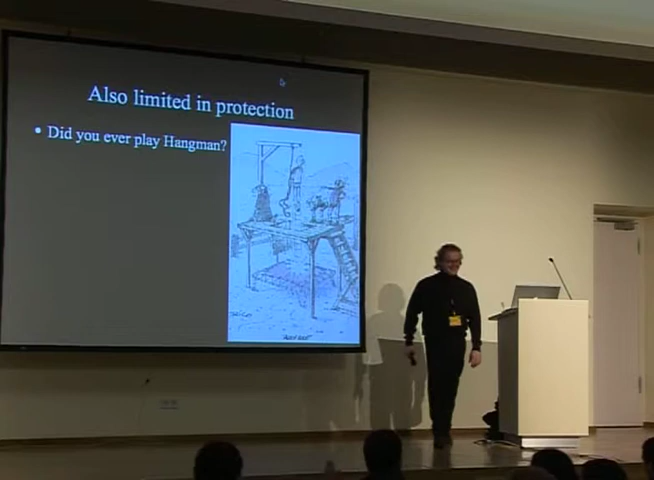 Also limited in protection
• Did you ever play Hangman?